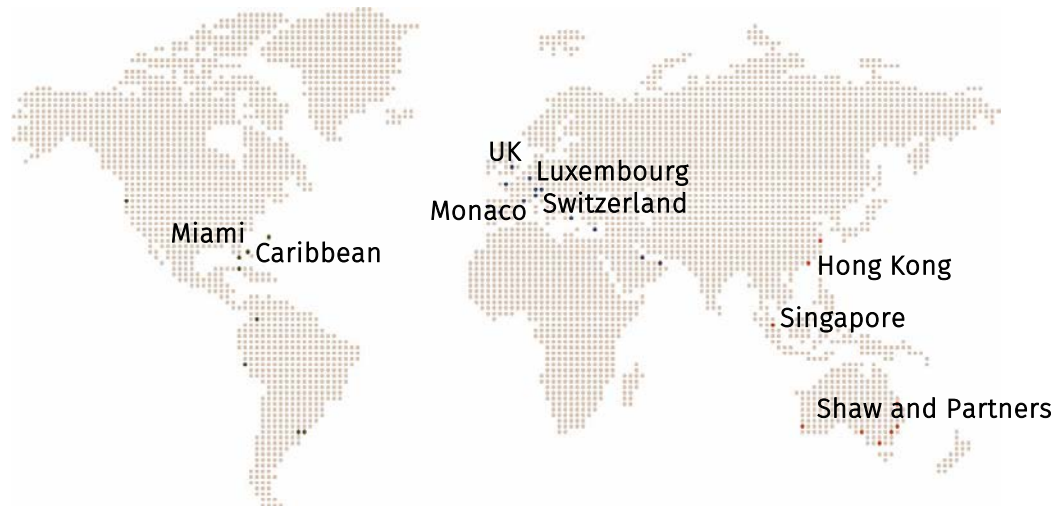 UK
Luxembourg
Switzerland
Monaco
Miami
Caribbean
Hong Kong
Singapore
Shaw and Partners